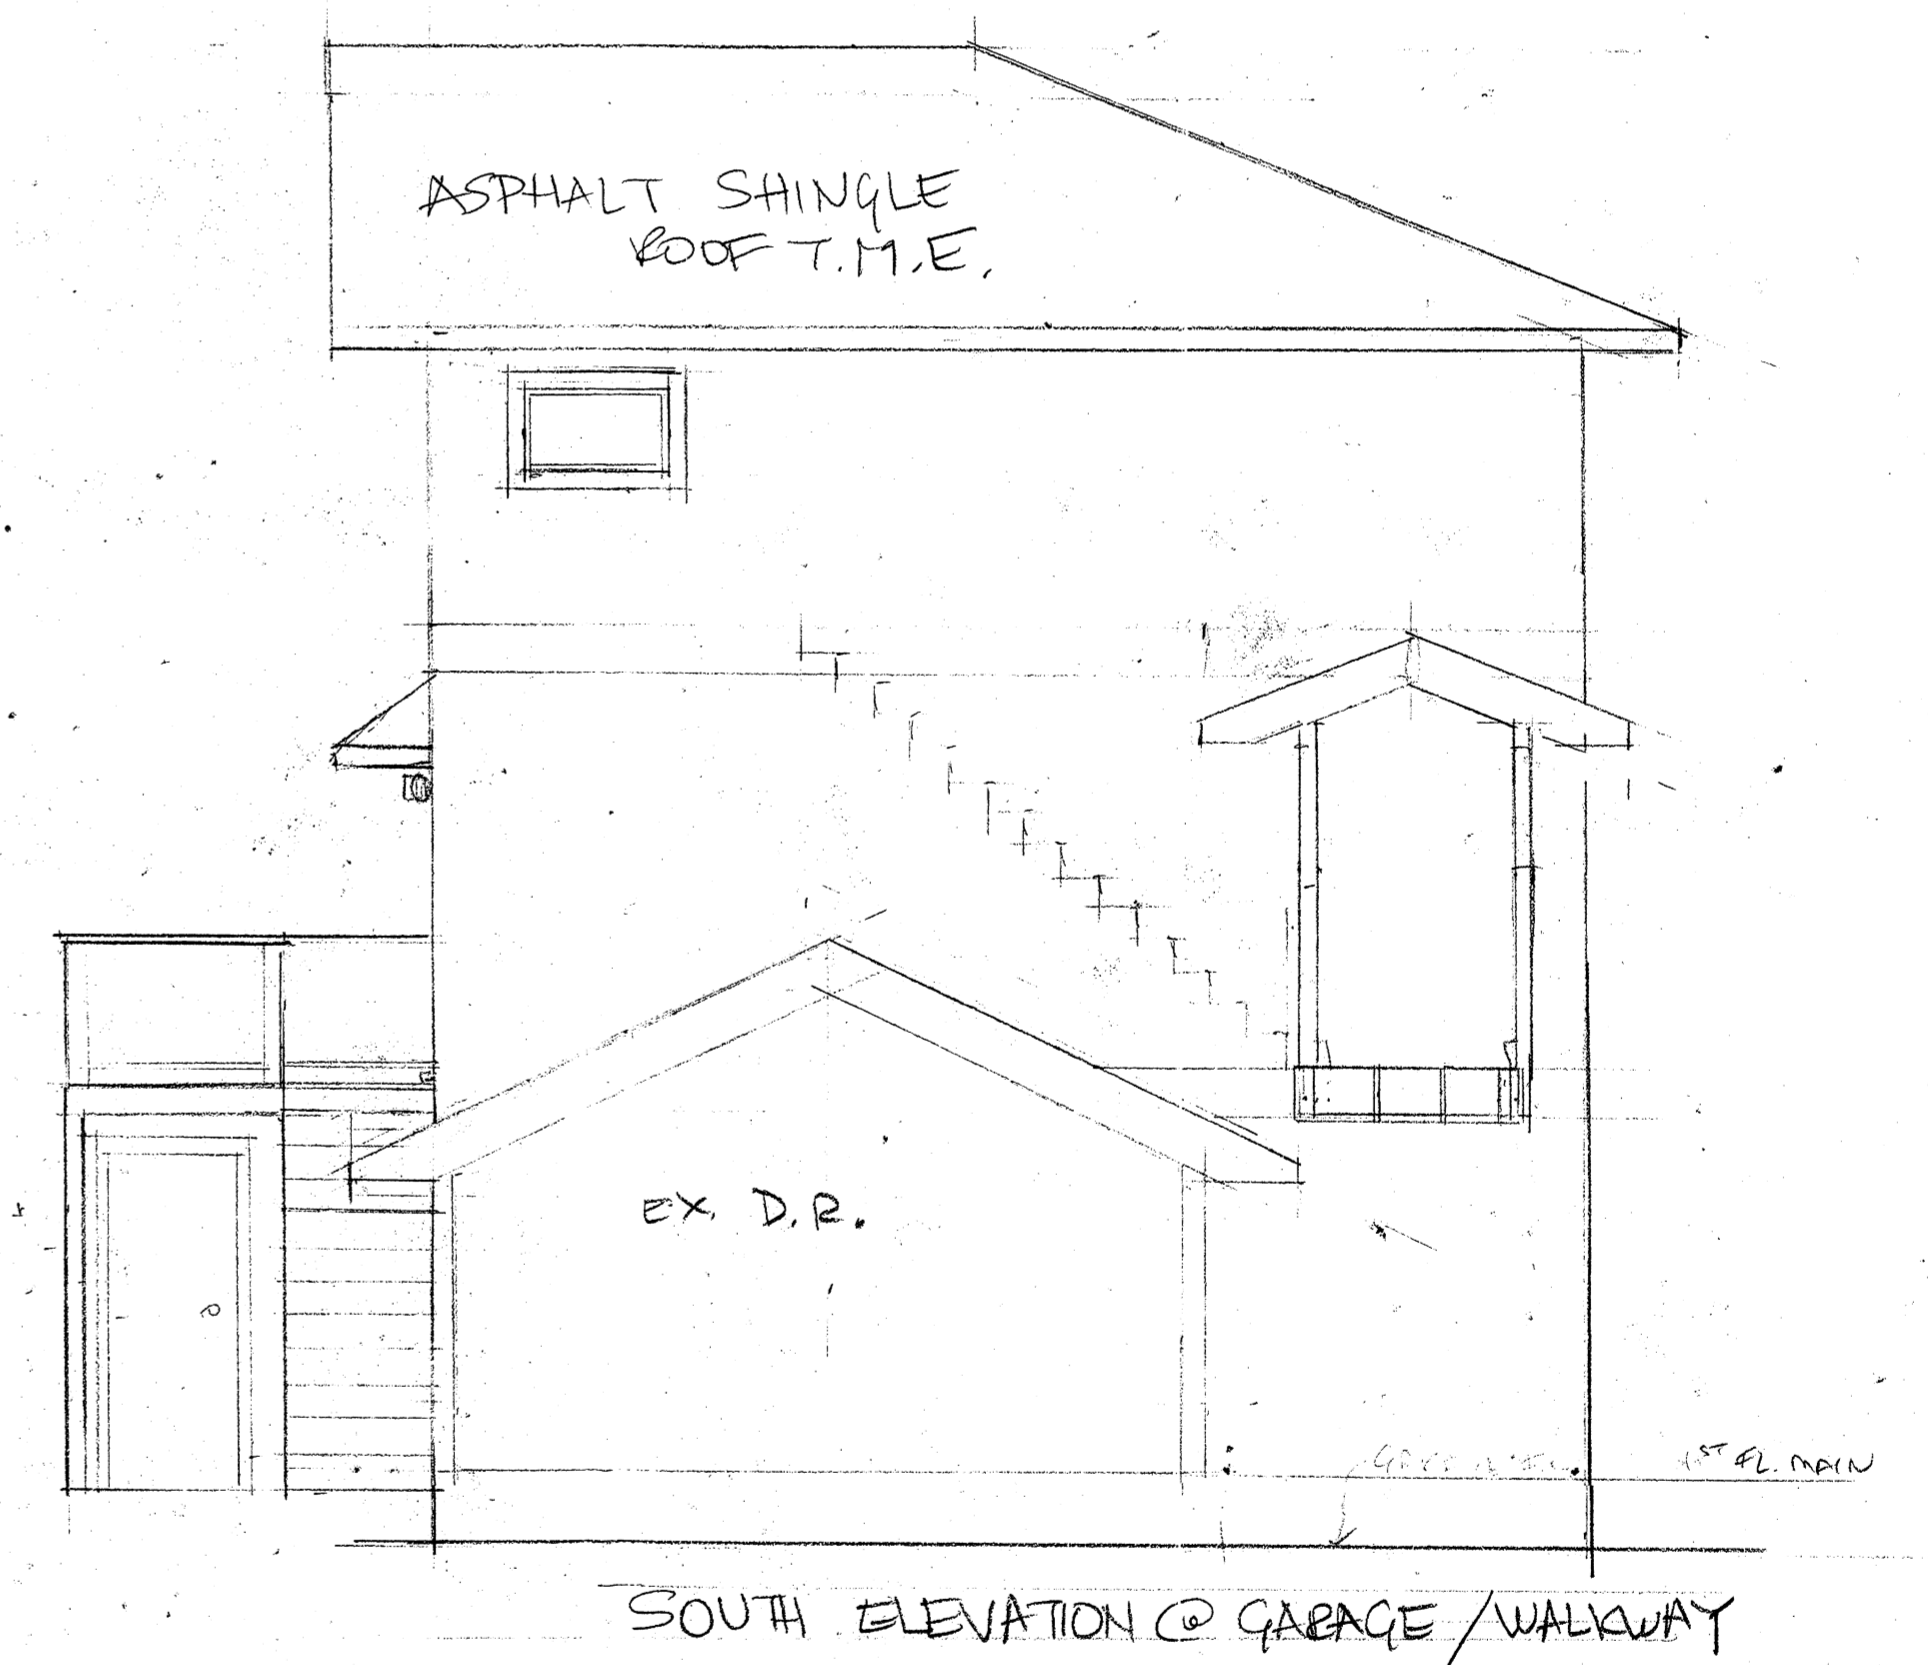 ASPHALT SHINGLE
ROOF T.M.E.
EX. D.R.
1ST FL. MAIN
SOUTH ELEVATION @ GARAGE/WALKWAY